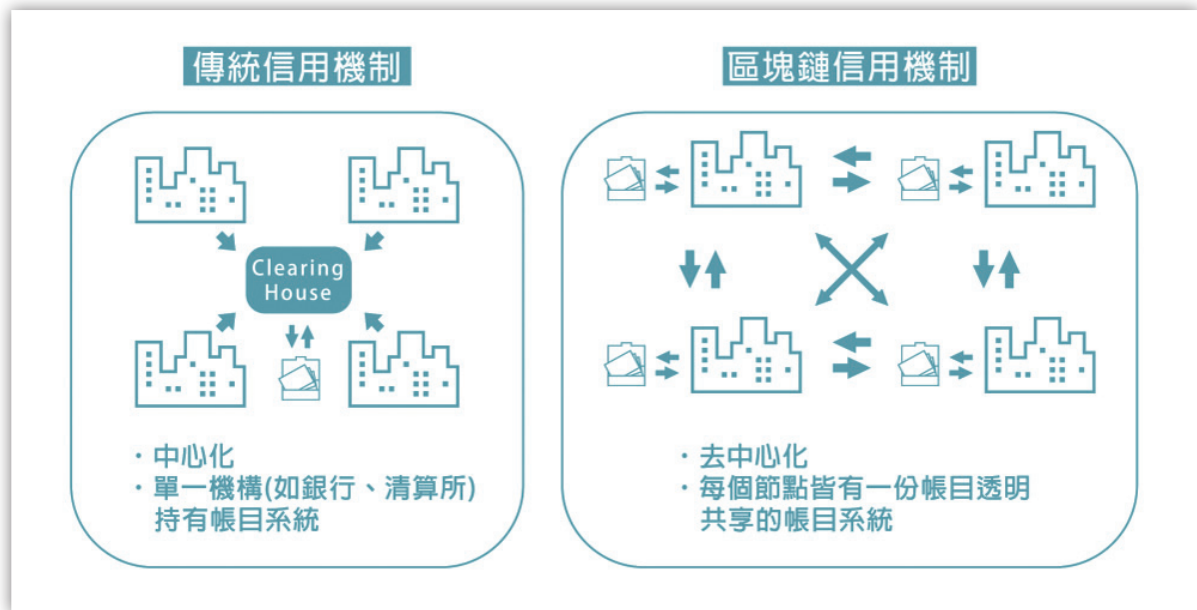 傳統信用機制
Clearing
House
・中心化
・單一機構(如銀行、清算所)
持有帳目系統
區塊鏈信用機制
・去中心化
・每個節點皆有一份帳目透明
共享的帳目系統